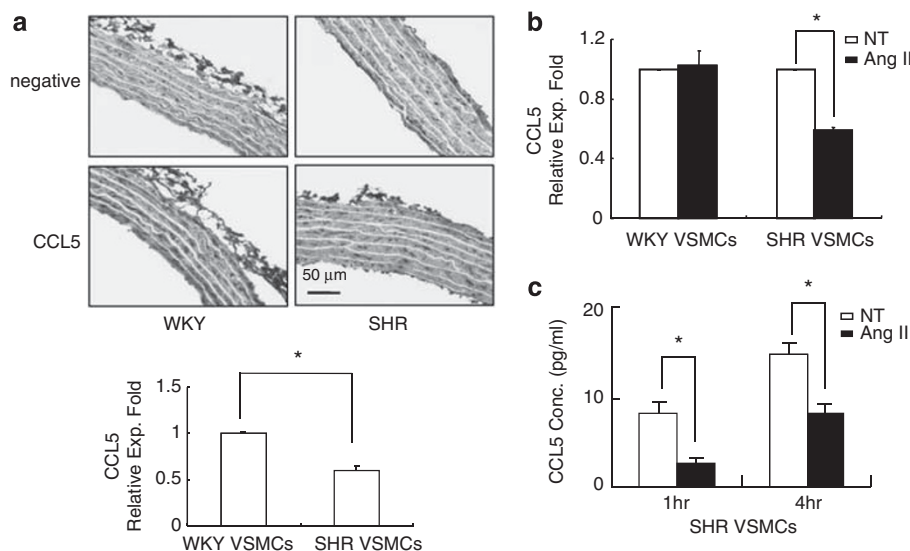 a
negative
CCL5
50 μm
WKY
SHR
*
CCL5
Relative Exp. Fold
1.5
1
0.5
0
WKY VSMCs
SHR VSMCs
b
*
NT
Ang II
CCL5
Relative Exp. Fold
1.2
0.8
0.4
0
WKY VSMCs
SHR VSMCs
c
*
*
NT
Ang II
CCL5 Conc. (pg/ml)
20
10
0
1hr
4hr
SHR VSMCs